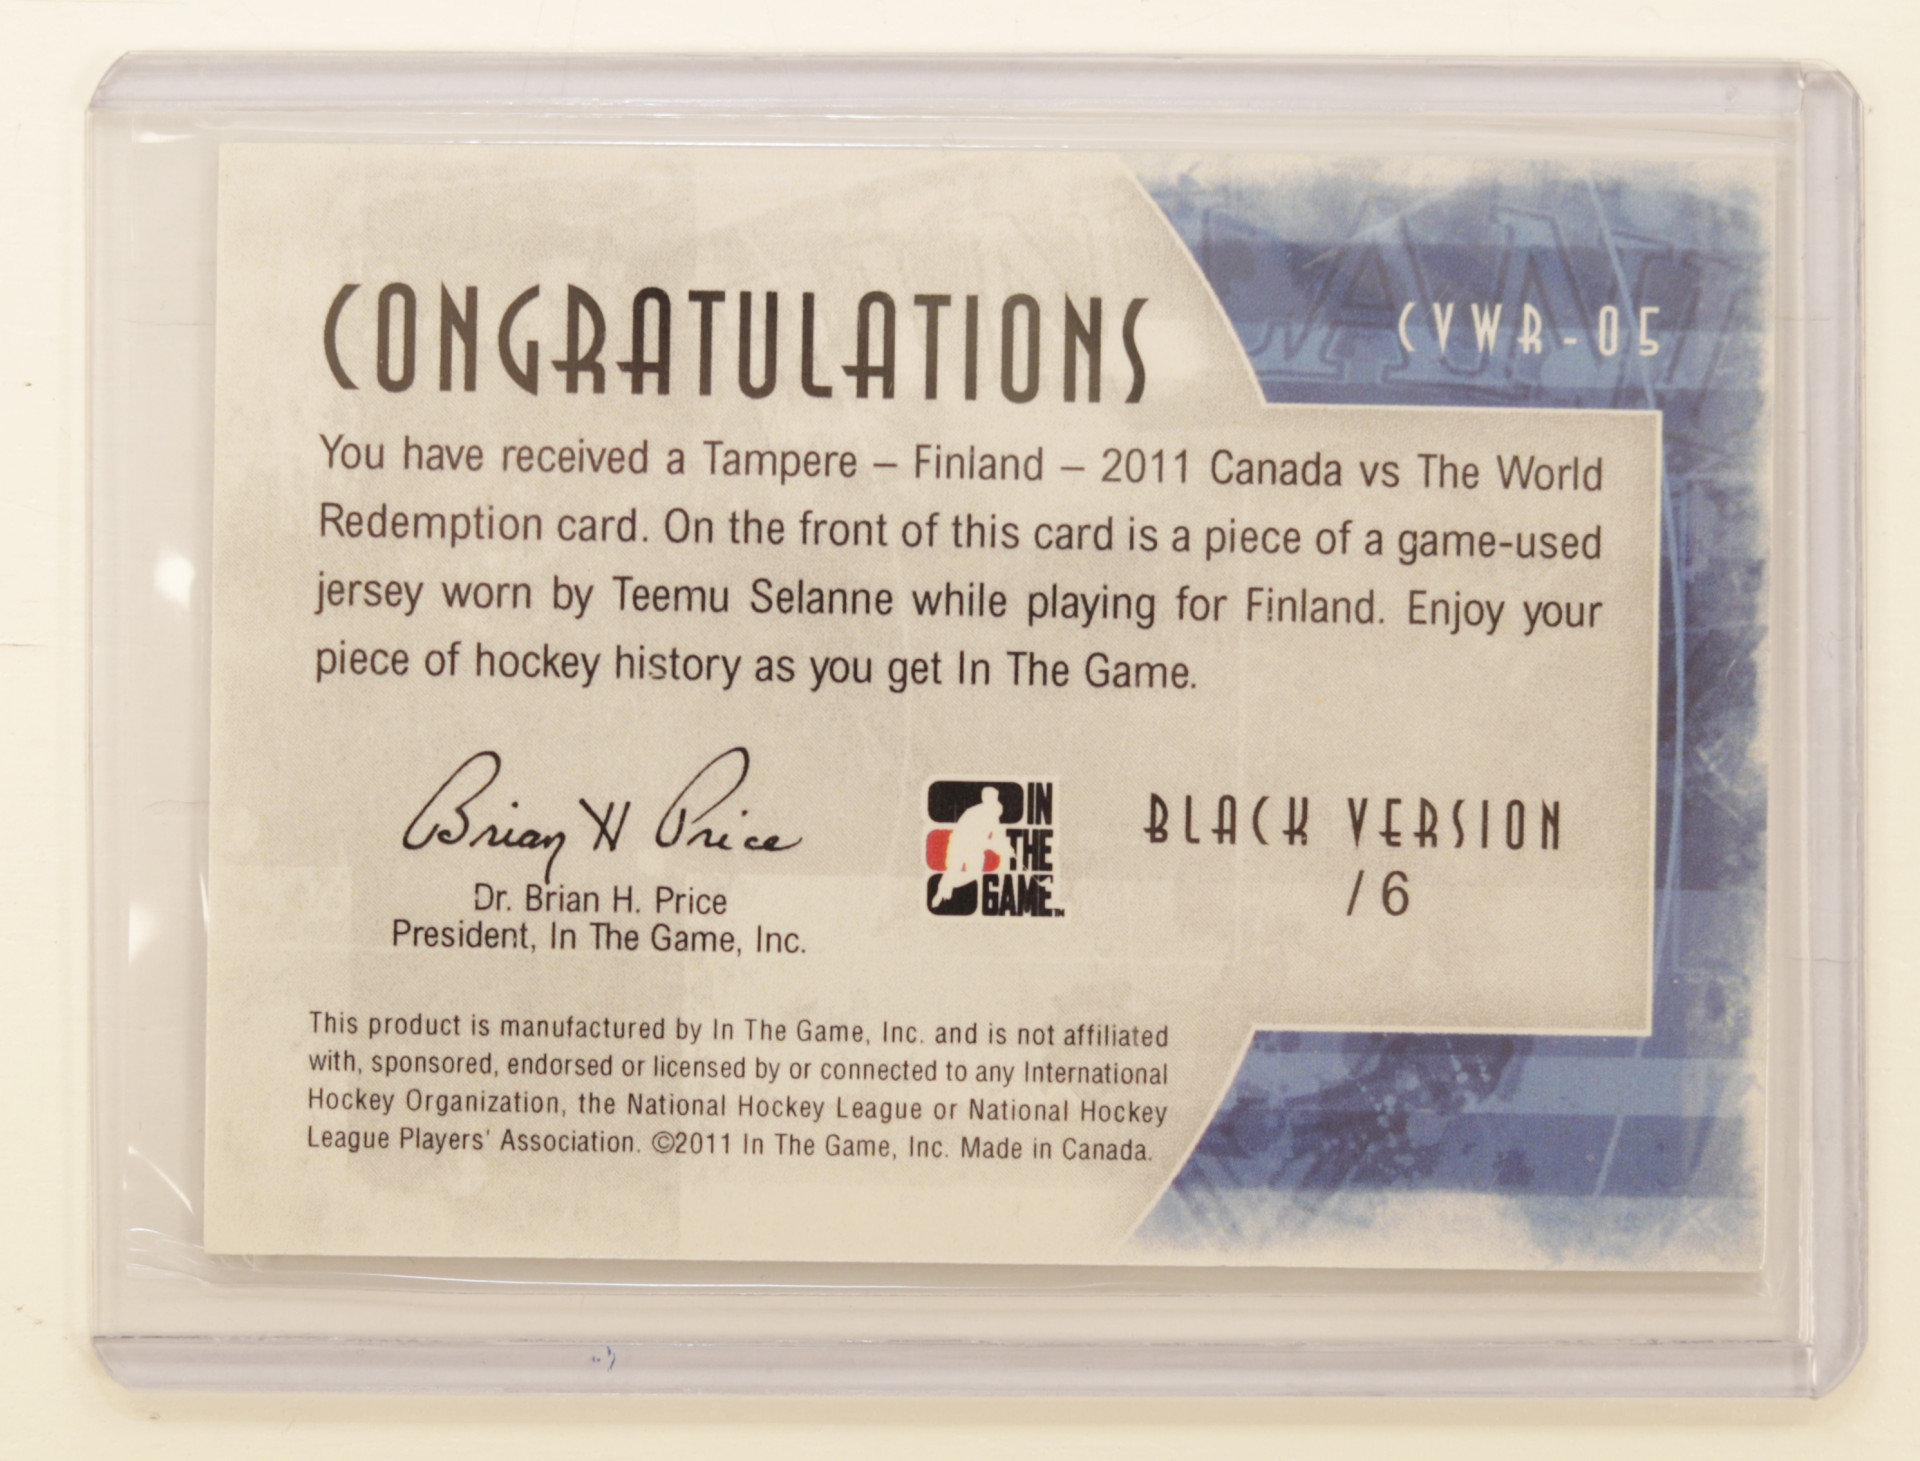 CONGRATULATIONS
CVWR-05
You have received a Tampere – Finland – 2011 Canada vs The World
Redemption card. On the front of this card is a piece of a game-used
jersey worn by Teemu Selanne while playing for Finland. Enjoy your
piece of hockey history as you get In The Game.
Brian H Price
Dr. Brian H. Price
President, In The Game, Inc.
IN
THE
GAME™
BLACK VERSION
/ 6
This product is manufactured by In The Game, Inc. and is not affiliated
with, sponsored, endorsed or licensed by or connected to any International
Hockey Organization, the National Hockey League or National Hockey
League Players' Association. ©2011 In The Game, Inc. Made in Canada.